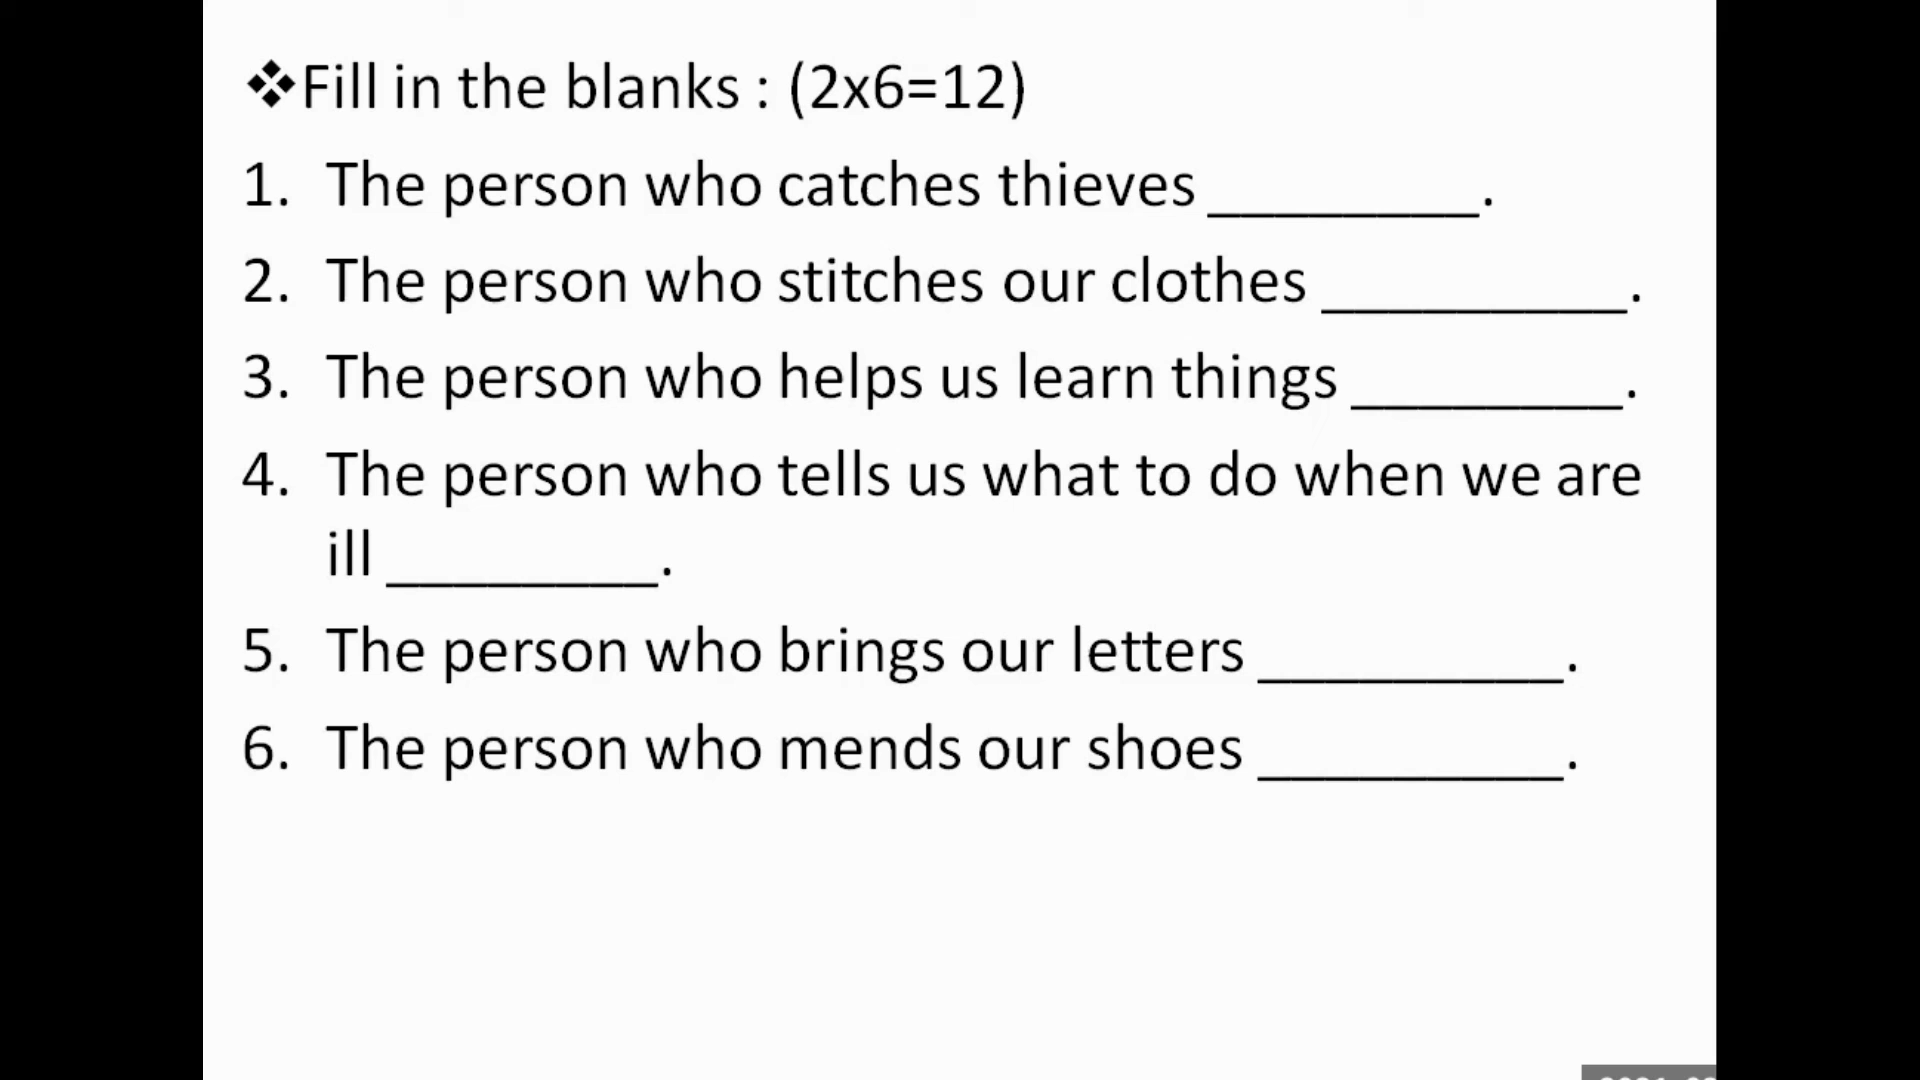 ❖Fill in the blanks : (2x6=12)
1. The person who catches thieves ________.
2. The person who stitches our clothes _________.
3. The person who helps us learn things ________.
4. The person who tells us what to do when we are
ill ________.
5. The person who brings our letters _________.
6. The person who mends our shoes _________.